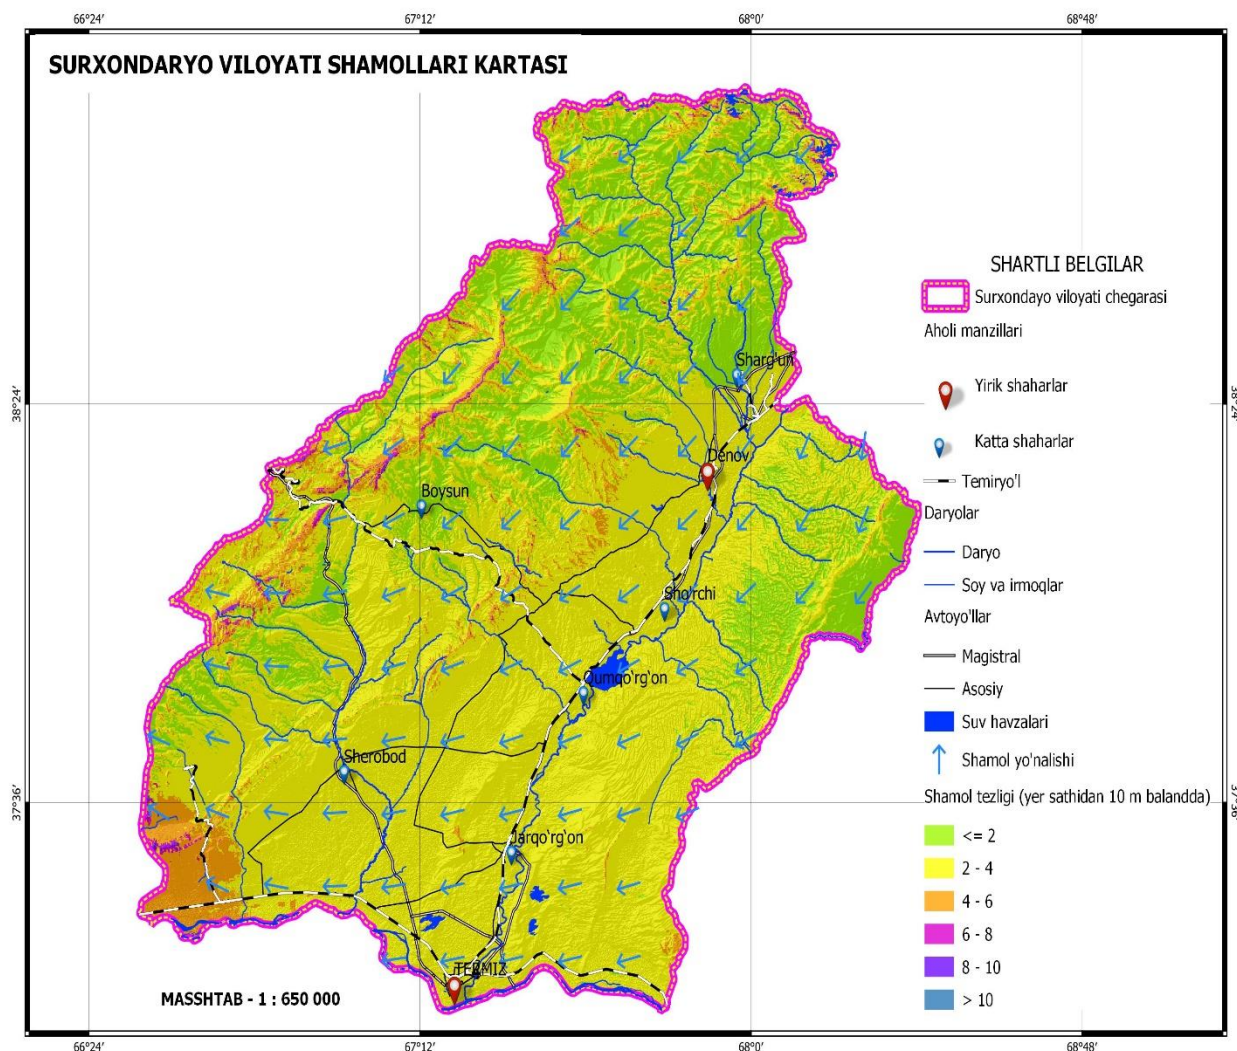 66°24' 67°12' 68°0' 68°48'
SURXONDARYO VILOYATI SHAMOLLARI KARTASI
SHARTLI BELGILAR
Surxondayo viloyati chegarasi
Aholi manzillari
Sharg'un
Yirik shaharlar
38°24' 38°24'
Katta shaharlar
Denov
Temiryo'l
Boysun
Daryolar
Daryo
Soy va irmoqlar
Sho'rchi
Avtoyo'llar
Magistral
Qumqo'rg'on
Asosiy
Suv havzalari
Sherobod
Shamol yo'nalishi
Shamol tezligi (yer sathidan 10 m balandda)
37°36' 37°36'
<= 2
Jarqo'rg'on
2 - 4
4 - 6
6 - 8
TERMIZ
8 - 10
MASSHTAB - 1 : 650 000
> 10
66°24' 67°12' 68°0' 68°48'